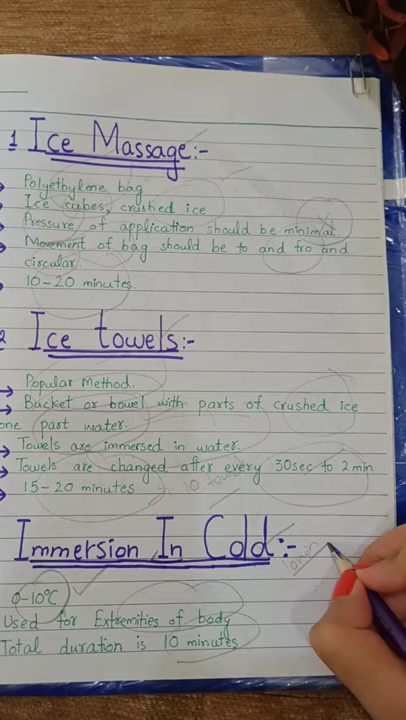 1 Ice Massage:-
→ Polyethylene bag
→ Ice cubes, crushed ice
→ Pressure of application should be minimal
→ Movement of bag should be to and fro and
circular.
10-20 minutes.
2 Ice towels:-
→ Popular Method.
→ Backet or bowel with parts of crushed ice
one part water.
→ Towels are immersed in water.
→ Towels are changed after every 30sec to 2 min
→ 15-20 minutes
Immersion In Cold:-
0-10°C
Used for Extremities of body
Total duration is 10 minutes